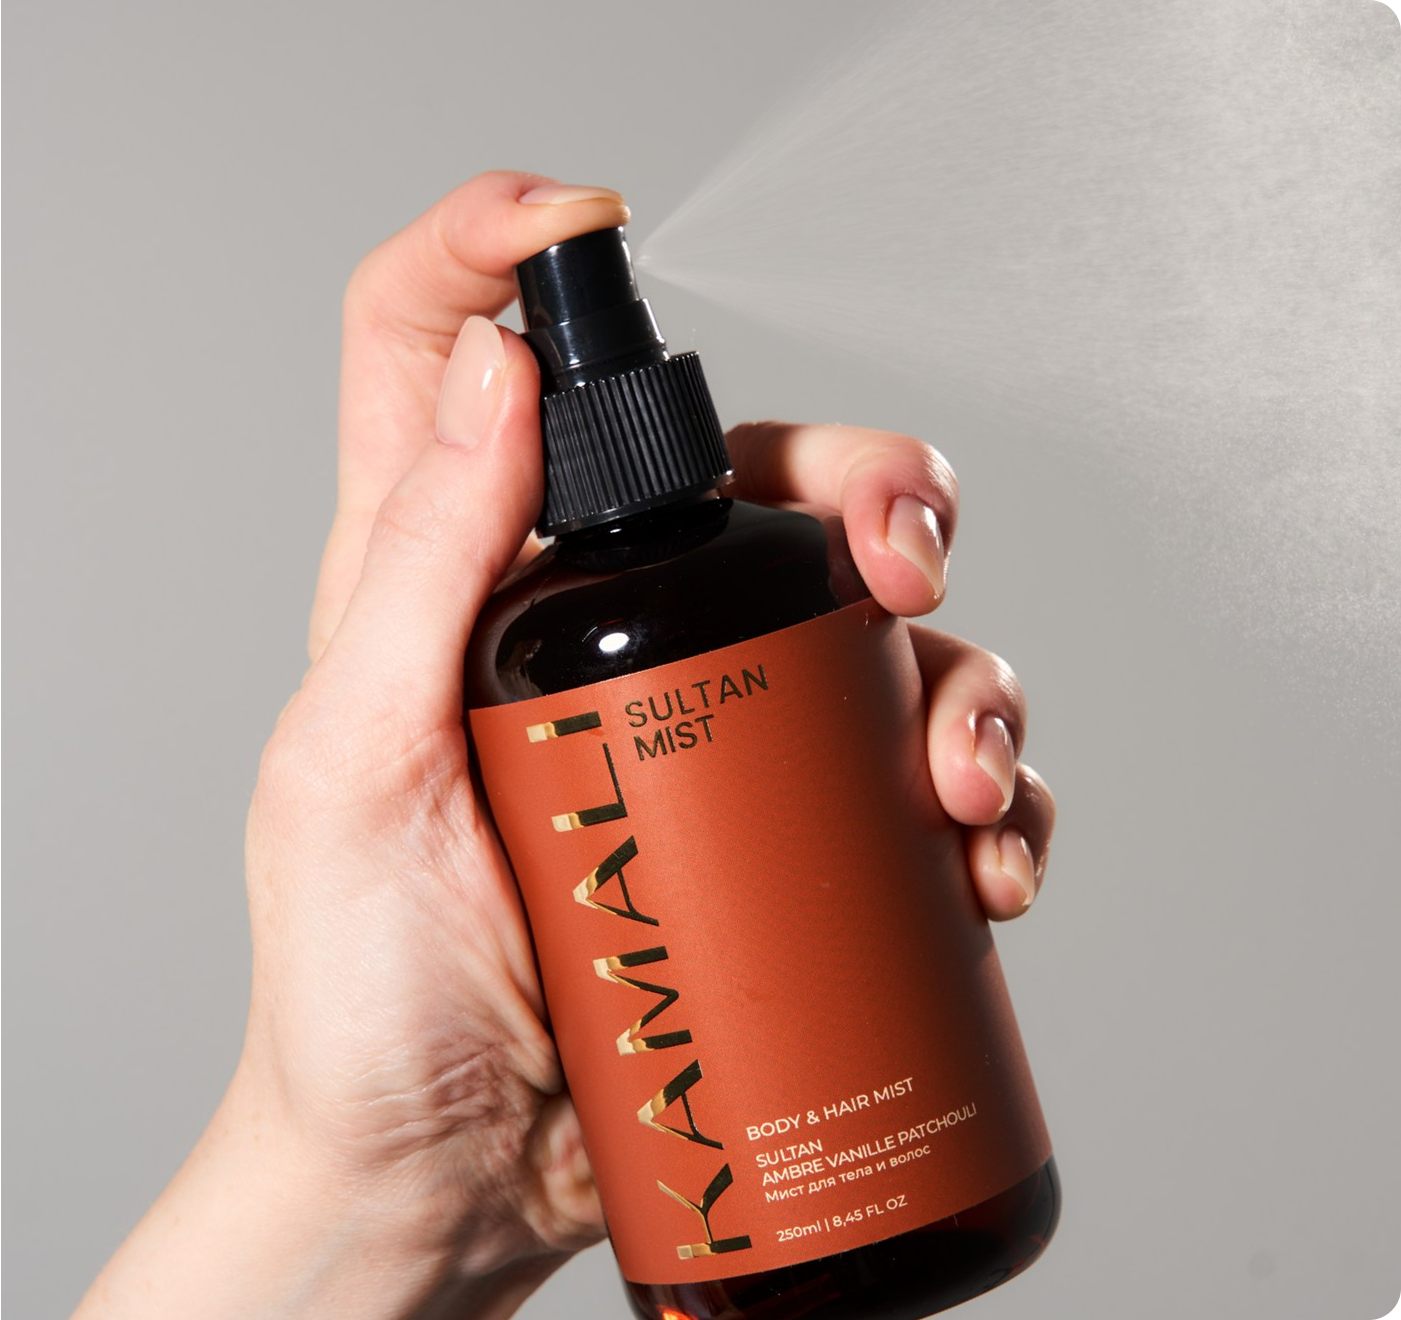 KAMALI
SULTAN
MIST
BODY & HAIR MIST
SULTAN
AMBRE VANILLE PATCHOULI
Мист для тела и волос
250ml | 8,45 FL OZ